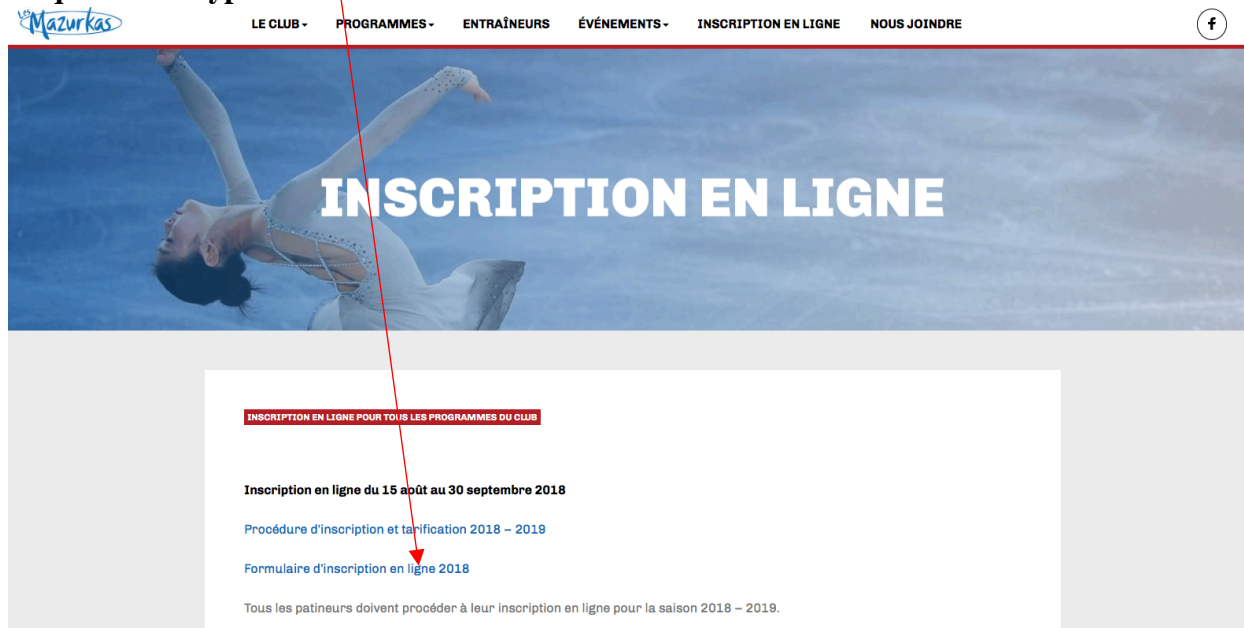 Les Mazurkas
LE CLUB PROGRAMMES ENTRAÎNEURS ÉVÉNEMENTS INSCRIPTION EN LIGNE NOUS JOINDRE f
INSCRIPTION EN LIGNE
INSCRIPTION EN LIGNE POUR TOUS LES PROGRAMMES DU CLUB
Inscription en ligne du 15 août au 30 septembre 2018
Procédure d'inscription et tarification 2018 – 2019
Formulaire d'inscription en ligne 2018
Tous les patineurs doivent procéder à leur inscription en ligne pour la saison 2018 – 2019.